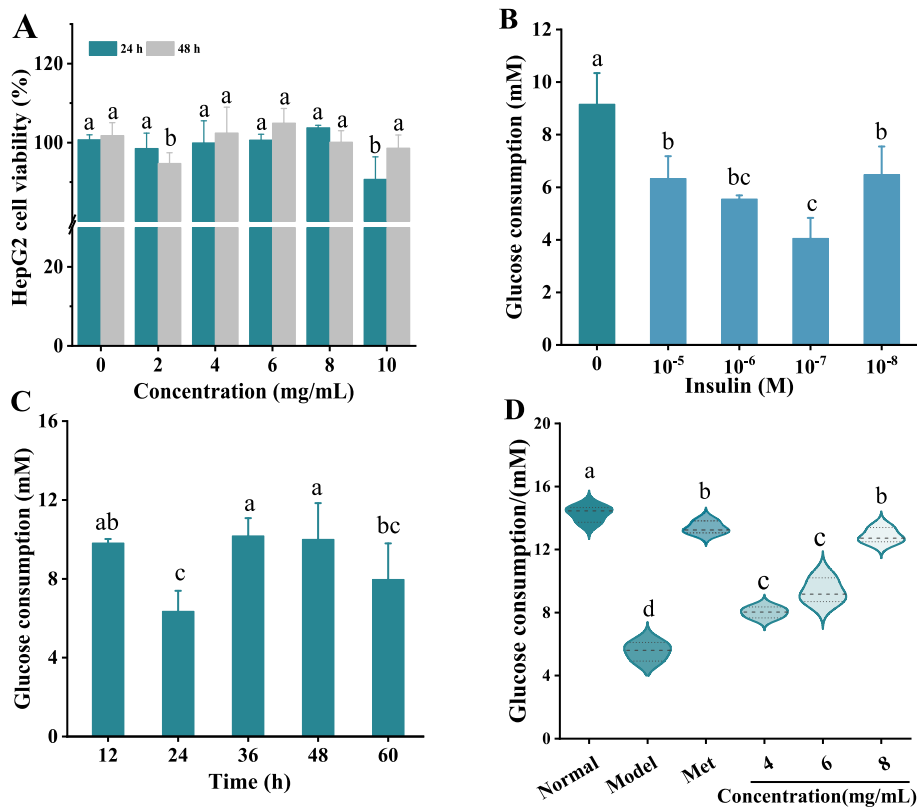 A
24 h
48 h
HepG2 cell viability (%)
120
100
20
0
a a a b a a a a a a b a
0 2 4 6 8 10
Concentration (mg/mL)
B
Glucose consumption (mM)
12
10
8
6
4
2
0
a b bc c b
0 10⁻⁵ 10⁻⁶ 10⁻⁷ 10⁻⁸
Insulin (M)
C
Glucose consumption (mM)
16
12
8
4
0
ab c a a bc
12 24 36 48 60
Time (h)
D
Glucose consumption/(mM)
20
16
12
8
4
0
a d b c c b
Normal Model Met 4 6 8
Concentration(mg/mL)